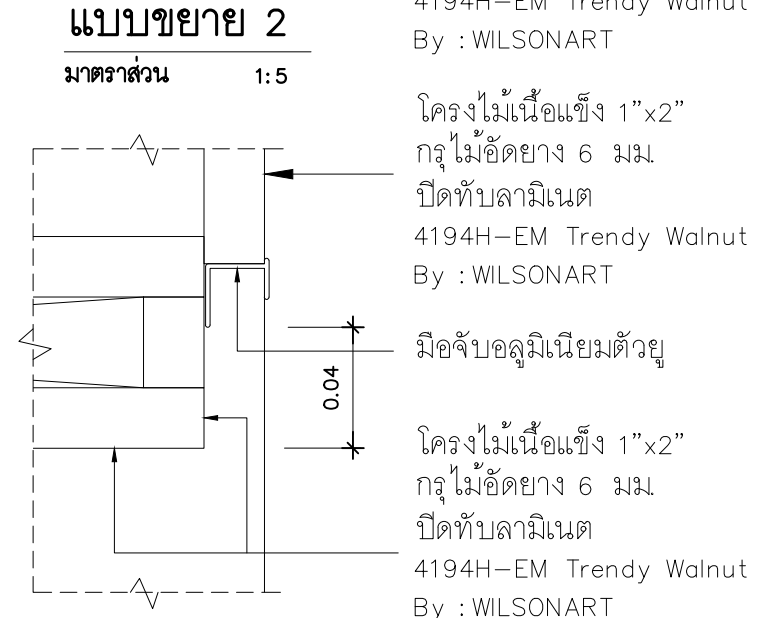 4194H-EM Trendy Walnut
By : WILSONART
แบบขยาย 2
มาตราส่วน 1:5
โครงไม้เนื้อแข็ง 1"x2"
กรุไม้อัดยาง 6 มม.
ปิดทับลามิเนต
4194H-EM Trendy Walnut
By : WILSONART
มือจับอลูมิเนียมตัวยู
0.04
โครงไม้เนื้อแข็ง 1"x2"
กรุไม้อัดยาง 6 มม.
ปิดทับลามิเนต
4194H-EM Trendy Walnut
By : WILSONART